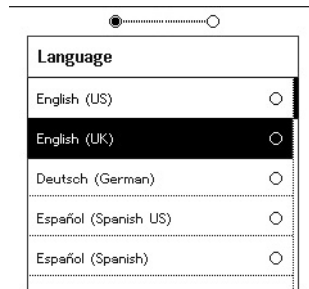 Language
English (US)
English (UK)
Deutsch (German)
Español (Spanish US)
Español (Spanish)